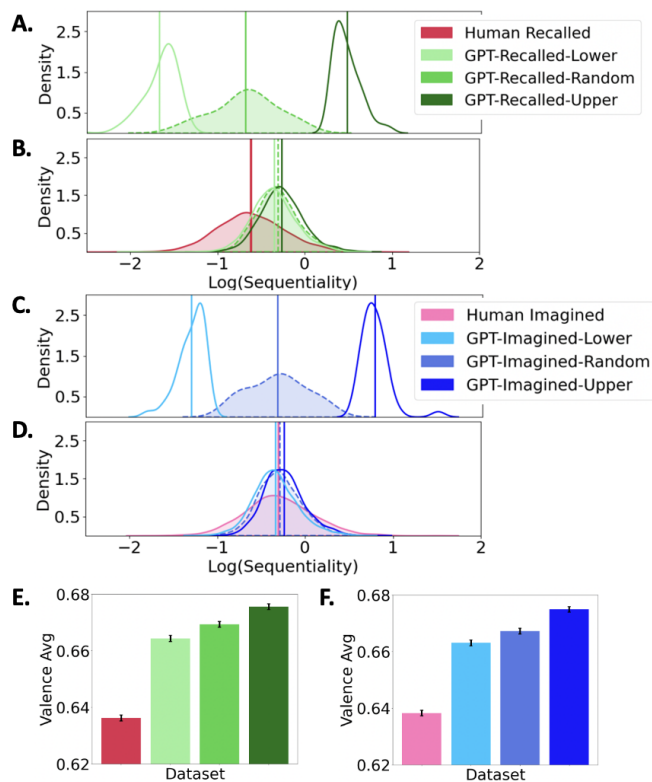 A.
Density
2.5
1.5
0.5
Human Recalled
GPT-Recalled-Lower
GPT-Recalled-Random
GPT-Recalled-Upper
B.
Density
2.5
1.5
0.5
−2 −1 0 1 2
Log(Sequentiality)
C.
Density
2.5
1.5
0.5
Human Imagined
GPT-Imagined-Lower
GPT-Imagined-Random
GPT-Imagined-Upper
D.
Density
2.5
1.5
0.5
−2 −1 0 1 2
Log(Sequentiality)
E.
Valence Avg
0.68
0.66
0.64
0.62
Dataset
F.
Valence Avg
0.68
0.66
0.64
0.62
Dataset